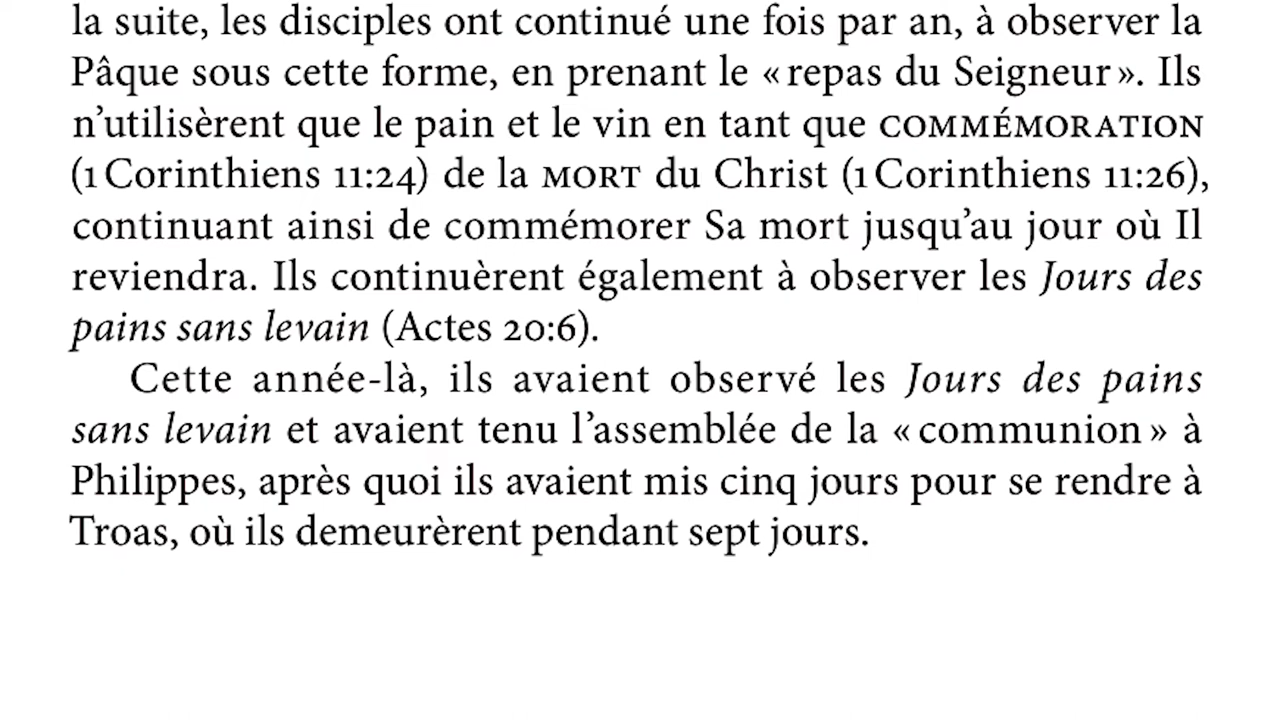 la suite, les disciples ont continué une fois par an, à observer la
Pâque sous cette forme, en prenant le « repas du Seigneur ». Ils
n’utilisèrent que le pain et le vin en tant que COMMÉMORATION
(1 Corinthiens 11:24) de la MORT du Christ (1 Corinthiens 11:26),
continuant ainsi de commémorer Sa mort jusqu’au jour où Il
reviendra. Ils continuèrent également à observer les Jours des
pains sans levain (Actes 20:6).
Cette année-là, ils avaient observé les Jours des pains
sans levain et avaient tenu l’assemblée de la « communion » à
Philippes, après quoi ils avaient mis cinq jours pour se rendre à
Troas, où ils demeurèrent pendant sept jours.